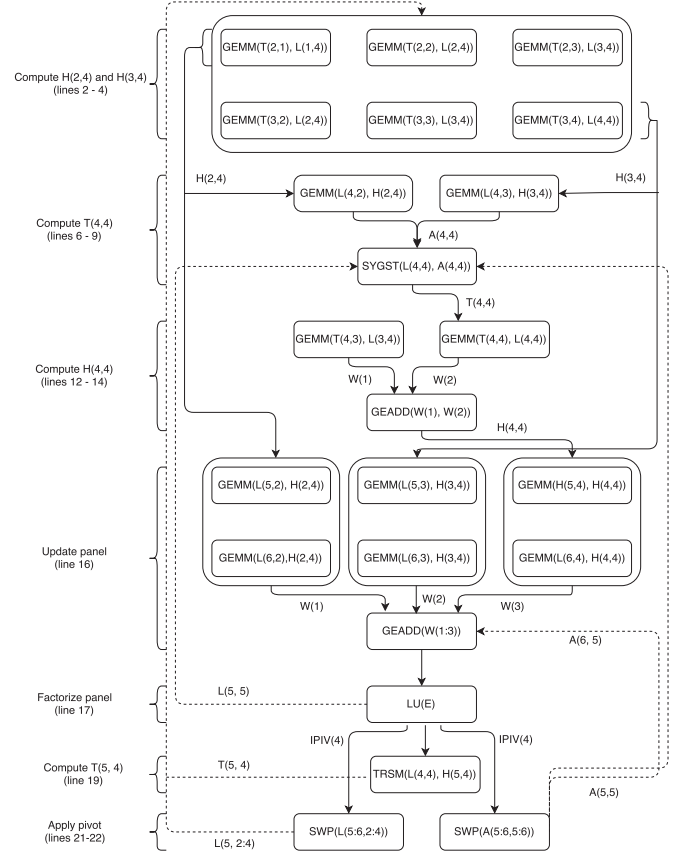 GEMM(T(2,1), L(1,4))
GEMM(T(2,2), L(2,4))
GEMM(T(2,3), L(3,4))
Compute H(2,4) and H(3,4)
(lines 2 - 4)
GEMM(T(3,2), L(2,4))
GEMM(T(3,3), L(3,4))
GEMM(T(3,4), L(4,4))
H(2,4)
H(3,4)
GEMM(L(4,2), H(2,4))
GEMM(L(4,3), H(3,4))
Compute T(4,4)
(lines 6 - 9)
A(4,4)
SYGST(L(4,4), A(4,4))
T(4,4)
GEMM(T(4,3), L(3,4))
GEMM(T(4,4), L(4,4))
Compute H(4,4)
(lines 12 - 14)
W(1)
W(2)
GEADD(W(1), W(2))
H(4,4)
GEMM(L(5,2), H(2,4))
GEMM(L(5,3), H(3,4))
GEMM(H(5,4), H(4,4))
Update panel
(line 16)
GEMM(L(6,2),H(2,4))
GEMM(L(6,3), H(3,4))
GEMM(L(6,4), H(4,4))
W(1)
W(2)
W(3)
GEADD(W(1:3))
A(6, 5)
Factorize panel
(line 17)
L(5, 5)
LU(E)
IPIV(4)
IPIV(4)
Compute T(5, 4)
(line 19)
T(5, 4)
TRSM(L(4,4), H(5,4))
A(5,5)
Apply pivot
(lines 21-22)
SWP(L(5:6,2:4))
SWP(A(5:6,5:6))
L(5, 2:4)